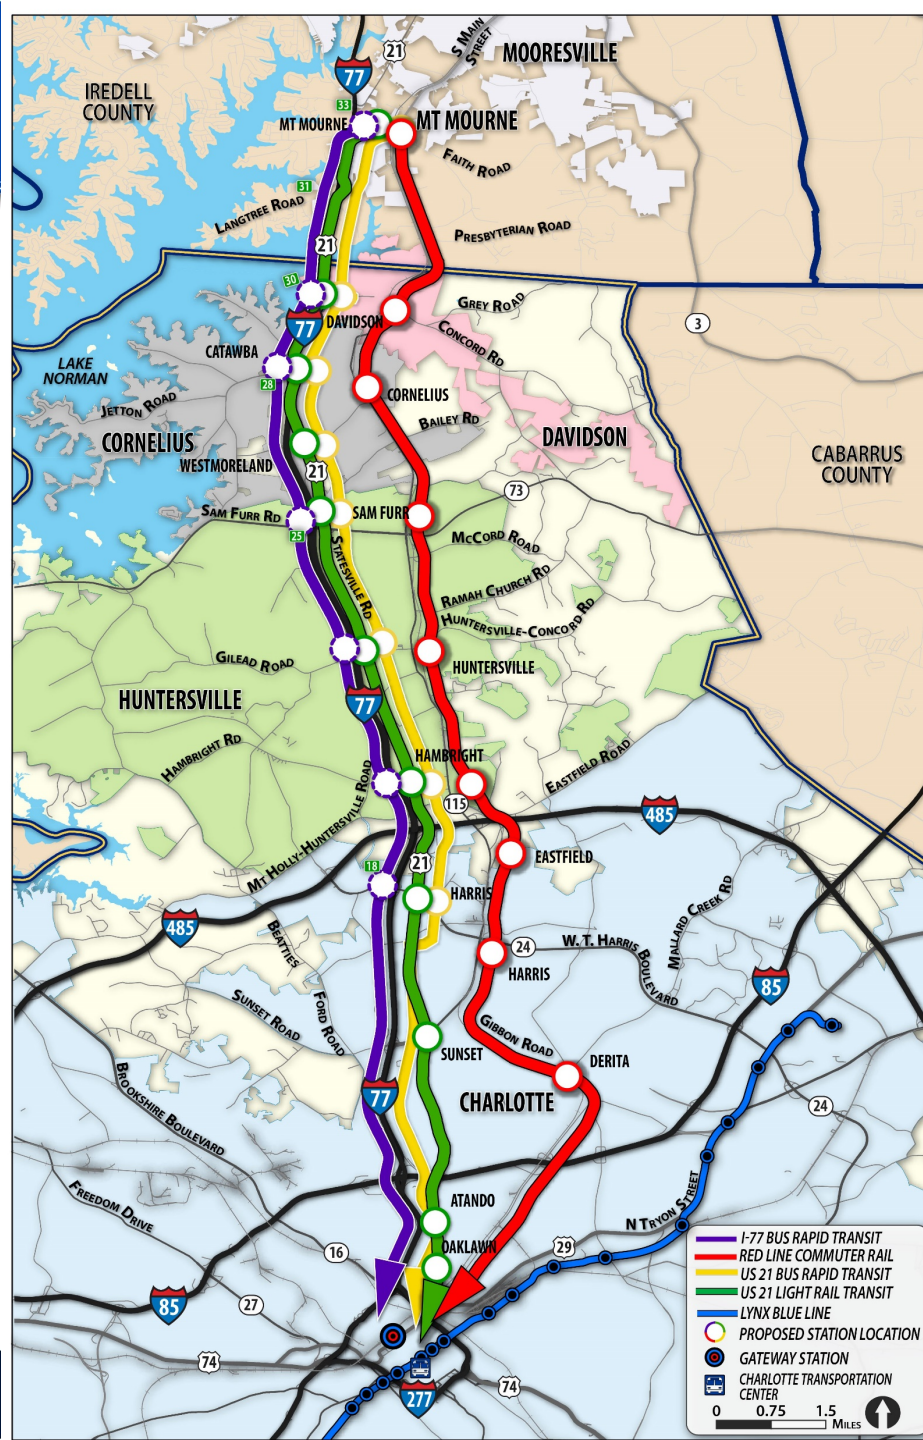 21
S MAIN
STREET
MOORESVILLE
77
IREDELL
COUNTY
33
MT MOURNE
MT MOURNE
FAITH ROAD
31
LANGTREE ROAD
PRESBYTERIAN ROAD
21
30
GREY ROAD
3
77
DAVIDSON
CONCORD RD
CATAWBA
LAKE
NORMAN
28
JETTON ROAD
CORNELIUS
BAILEY RD
CORNELIUS
DAVIDSON
CABARRUS
COUNTY
WESTMORELAND
21
73
SAM FURR RD
SAM FURR
25
STATESVILLE RD
MCCORD ROAD
RAMAH CHURCH RD
HUNTERSVILLE-CONCORD RD
GILEAD ROAD
HUNTERSVILLE
HUNTERSVILLE
77
HAMBRIGHT RD
HAMBRIGHT
EASTFIELD ROAD
MT HOLLY-HUNTERSVILLE ROAD
115
485
21
EASTFIELD
18
HARRIS
MALLARD CREEK RD
485
BEATTIES
FORD ROAD
24
W. T. HARRIS
BOULEVARD
HARRIS
85
SUNSET ROAD
GIBBON ROAD
SUNSET
DERITA
77
CHARLOTTE
24
BROOKSHIRE BOULEVARD
FREEDOM DRIVE
ATANDO
N TRYON STREET
OAKLAWN
16
29
85
27
74
74
277
I-77 BUS RAPID TRANSIT
RED LINE COMMUTER RAIL
US 21 BUS RAPID TRANSIT
US 21 LIGHT RAIL TRANSIT
LYNX BLUE LINE
PROPOSED STATION LOCATION
GATEWAY STATION
CHARLOTTE TRANSPORTATION
CENTER
0 0.75 1.5
MILES